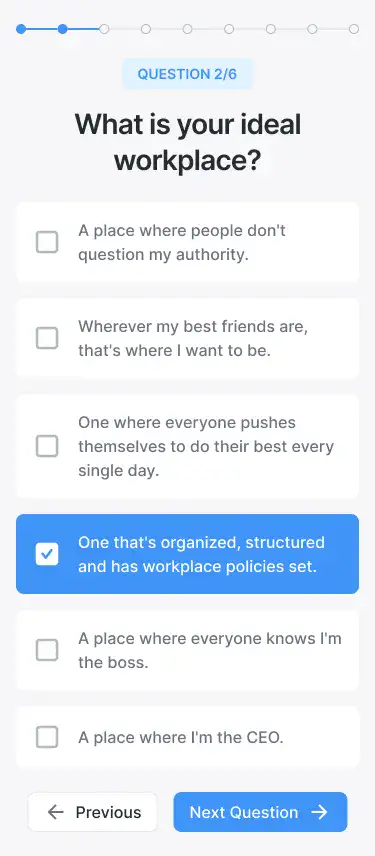 QUESTION 2/6
What is your ideal
workplace?
A place where people don't
question my authority.
Wherever my best friends are,
that's where I want to be.
One where everyone pushes
themselves to do their best every
single day.
One that's organized, structured
and has workplace policies set.
A place where everyone knows I'm
the boss.
A place where I'm the CEO.
Previous
Next Question